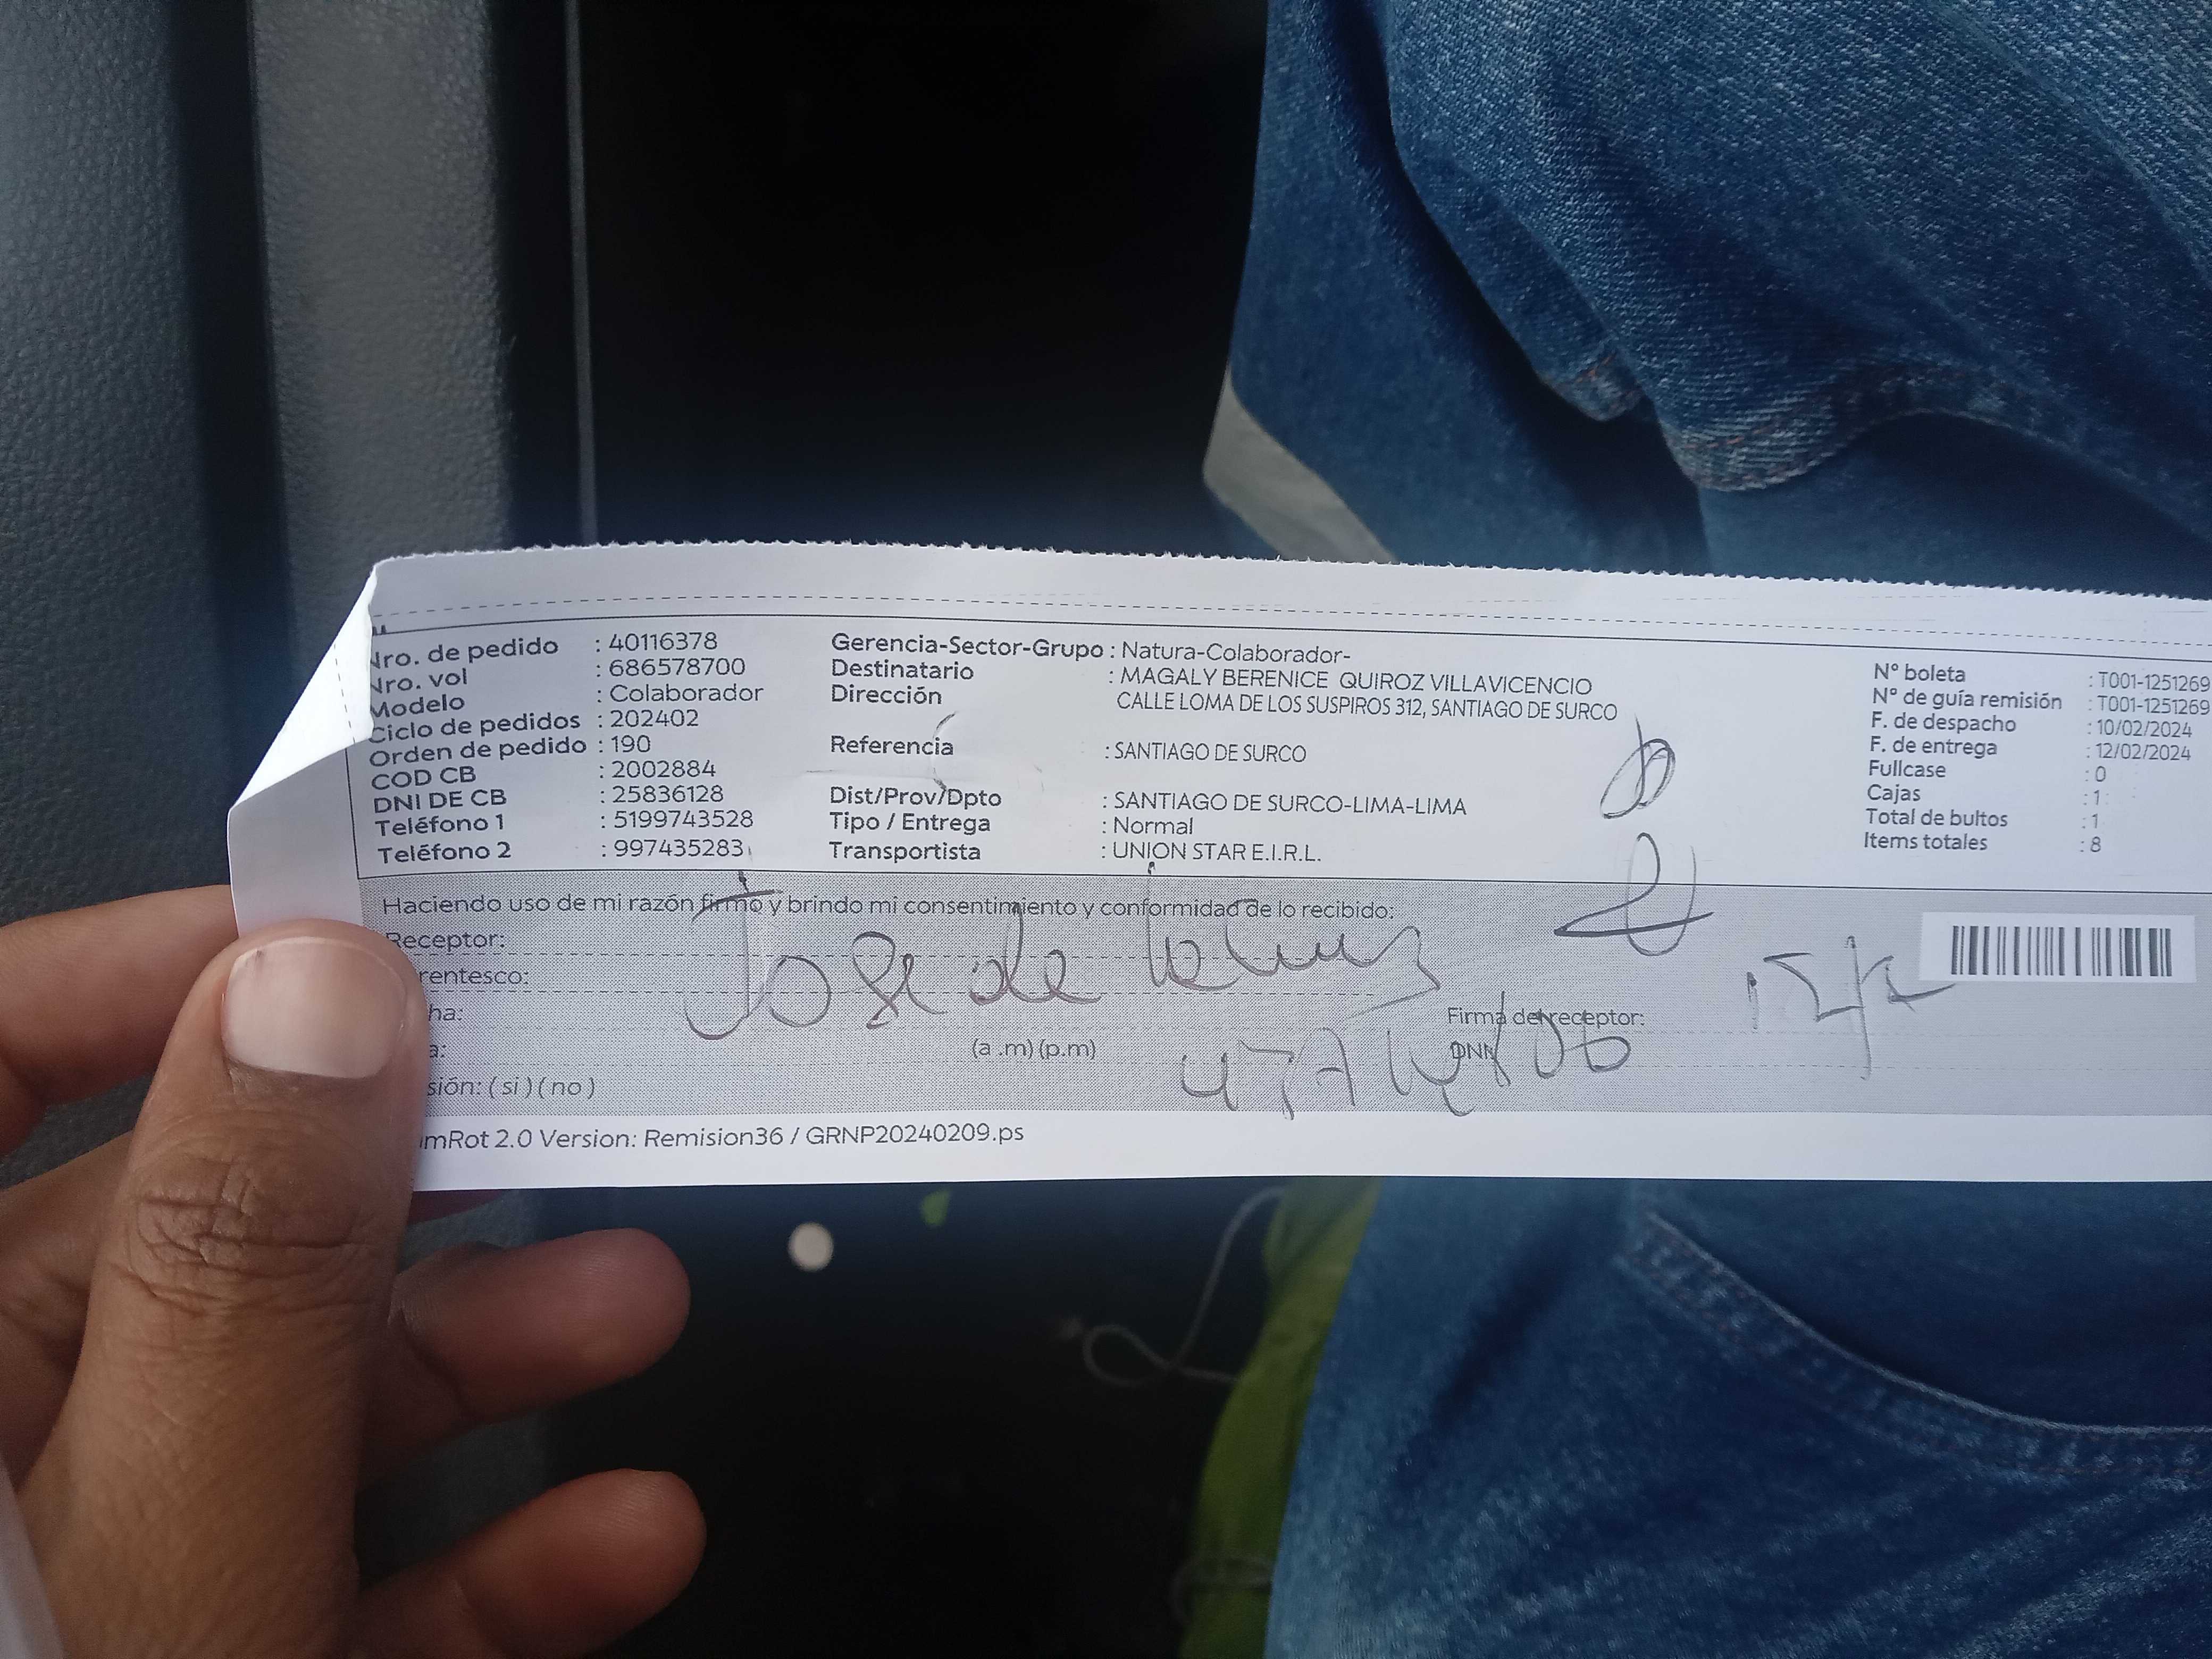 Nro. de pedido : 40116378
Nro. vol : 686578700
Modelo : Colaborador
Ciclo de pedidos : 202402
Orden de pedido : 190
COD CB : 2002884
DNI DE CB : 25836128
Teléfono 1 : 5199743528
Teléfono 2 : 997435283
Gerencia-Sector-Grupo : Natura-Colaborador-
Destinatario : MAGALY BERENICE QUIROZ VILLAVICENCIO
Dirección CALLE LOMA DE LOS SUSPIROS 312, SANTIAGO DE SURCO
Referencia : SANTIAGO DE SURCO
Dist/Prov/Dpto : SANTIAGO DE SURCO-LIMA-LIMA
Tipo / Entrega : Normal
Transportista : UNION STAR E.I.R.L.
Nº boleta : T001-1251269
Nº de guía remisión : T001-1251269
F. de despacho : 10/02/2024
F. de entrega : 12/02/2024
Fullcase : 0
Cajas : 1
Total de bultos : 1
Items totales : 8
Haciendo uso de mi razón firmo y brindo mi consentimiento y conformidad de lo recibido:
Receptor:
rentesco:
Jose de la
ha:
Firma del receptor:
a: (a .m) (p.m)
DNI
sión: ( si ) ( no )
mRot 2.0 Version: Remision36 / GRNP20240209.ps